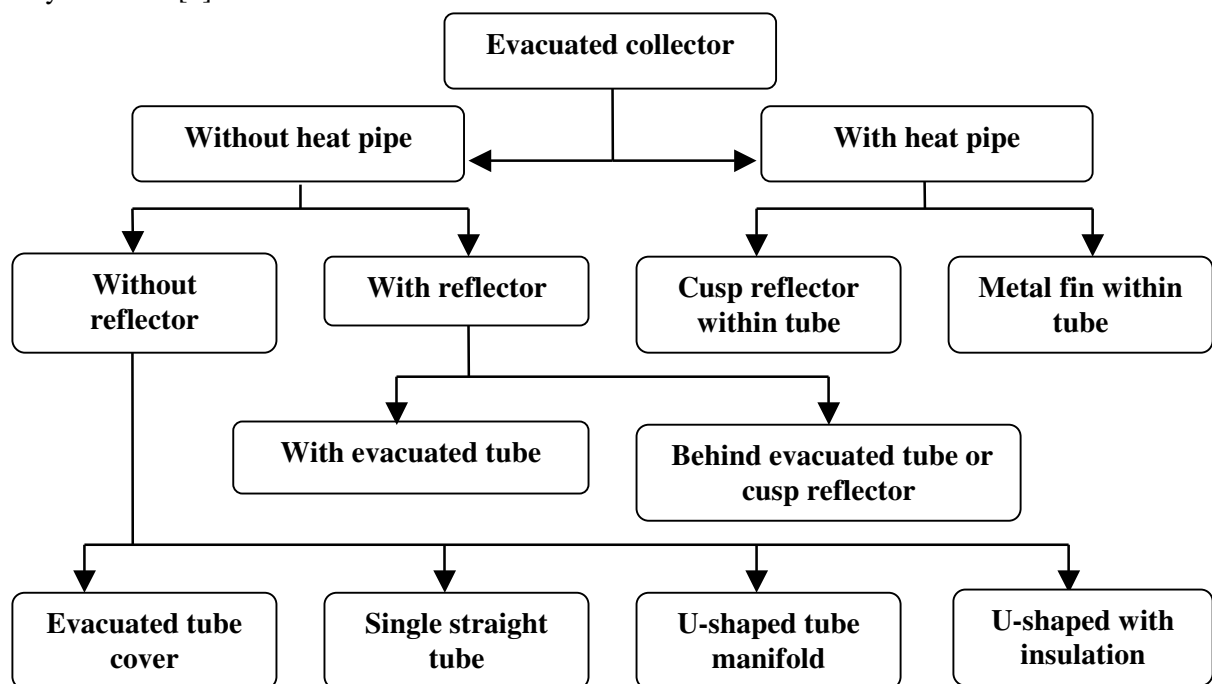 Evacuated collector
Without heat pipe
With heat pipe
Without
reflector
With reflector
Cusp reflector
within tube
Metal fin within
tube
With evacuated tube
Behind evacuated tube or
cusp reflector
Evacuated tube
cover
Single straight
tube
U-shaped tube
manifold
U-shaped with
insulation